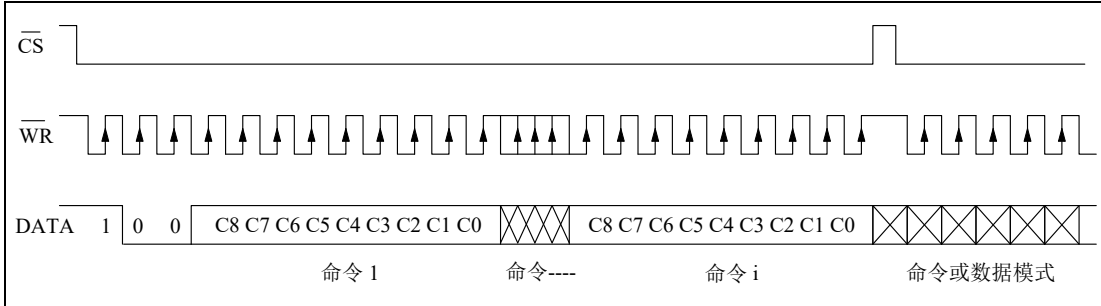 CS
WR
DATA 1 0 0 C8 C7 C6 C5 C4 C3 C2 C1 C0 C8 C7 C6 C5 C4 C3 C2 C1 C0
命令 1 命令---- 命令 i 命令或数据模式